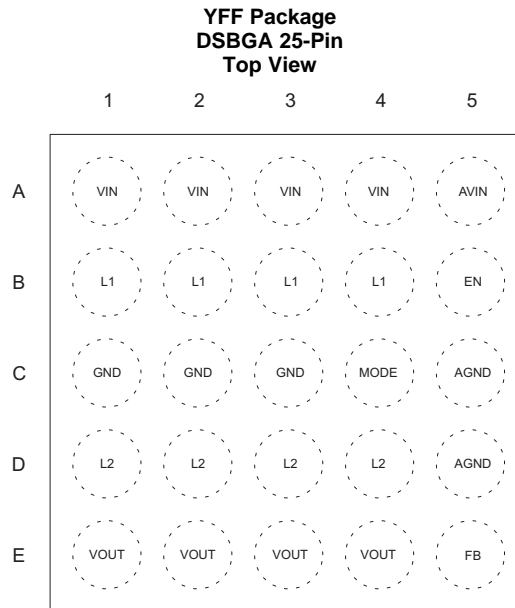 YFF Package
DSBGA 25-Pin
Top View
1 2 3 4 5
A VIN VIN VIN VIN AVIN
B L1 L1 L1 L1 EN
C GND GND GND MODE AGND
D L2 L2 L2 L2 AGND
E VOUT VOUT VOUT VOUT FB